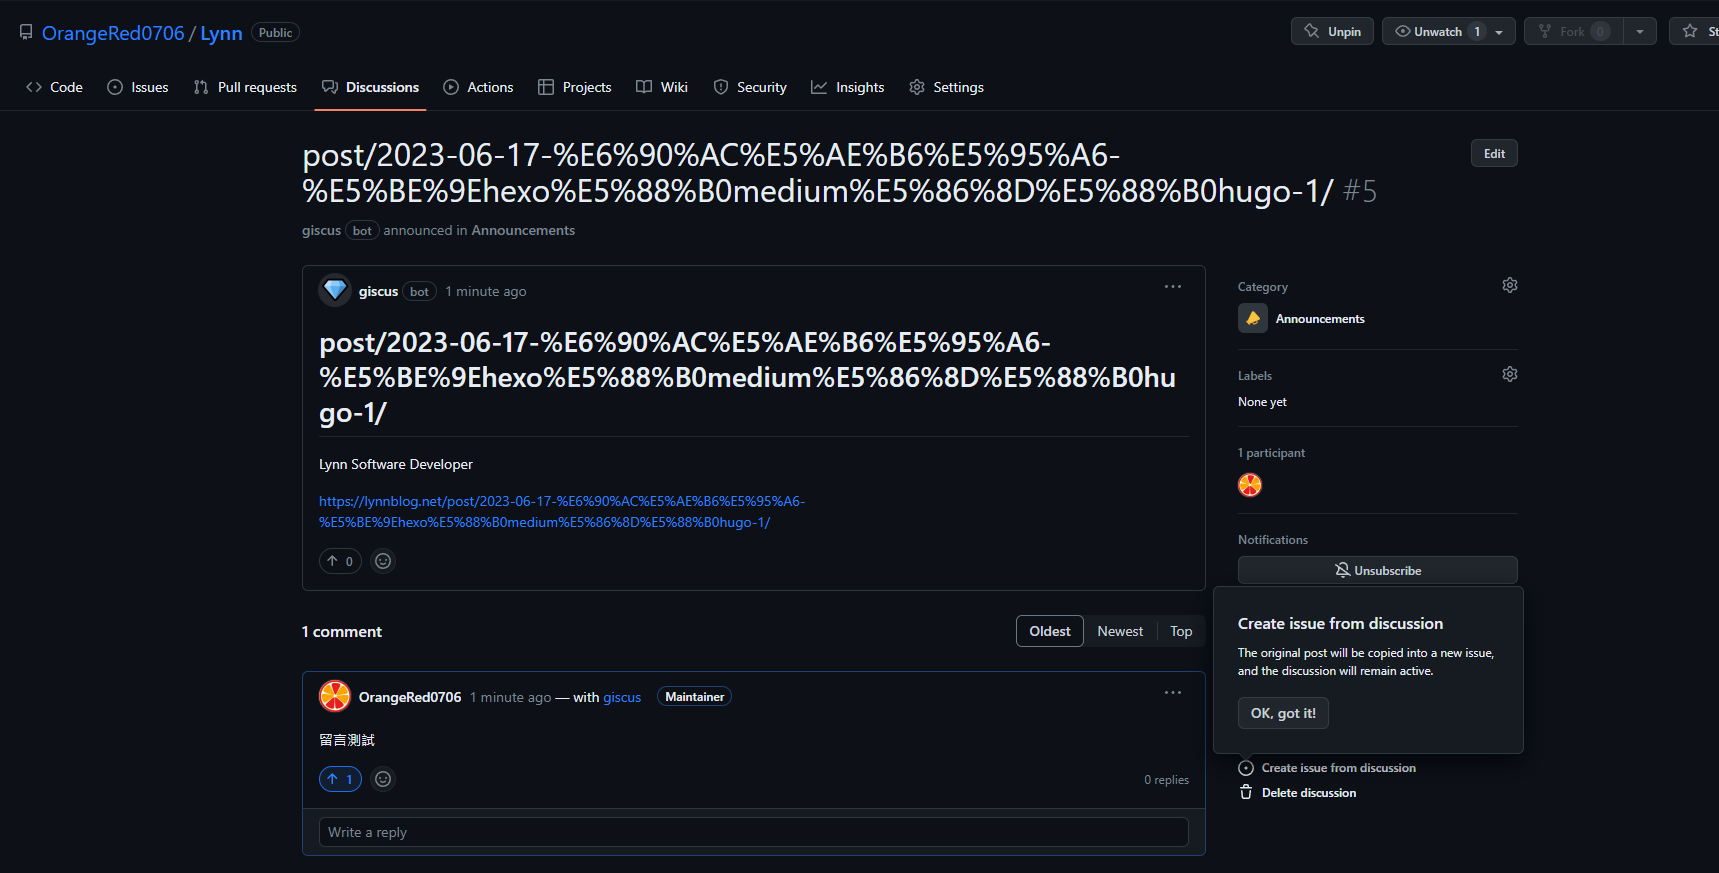 OrangeRed0706 / Lynn Public
Unpin Unwatch 1 Fork 0 St
Code Issues Pull requests Discussions Actions Projects Wiki Security Insights Settings
post/2023-06-17-%E6%90%AC%E5%AE%B6%E5%95%A6-
%E5%BE%9Ehexo%E5%88%B0medium%E5%86%8D%E5%88%B0hugo-1/ #5
Edit
giscus bot announced in Announcements
giscus bot 1 minute ago
post/2023-06-17-%E6%90%AC%E5%AE%B6%E5%95%A6-
%E5%BE%9Ehexo%E5%88%B0medium%E5%86%8D%E5%88%B0hu
go-1/
Lynn Software Developer
https://lynnblog.net/post/2023-06-17-%E6%90%AC%E5%AE%B6%E5%95%A6-
%E5%BE%9Ehexo%E5%88%B0medium%E5%86%8D%E5%88%B0hugo-1/
0
1 comment
Oldest Newest Top
OrangeRed0706 1 minute ago — with giscus Maintainer
留言測試
1
0 replies
Write a reply
Category
Announcements
Labels
None yet
1 participant
Notifications
Unsubscribe
Create issue from discussion
The original post will be copied into a new issue,
and the discussion will remain active.
OK, got it!
Create issue from discussion
Delete discussion